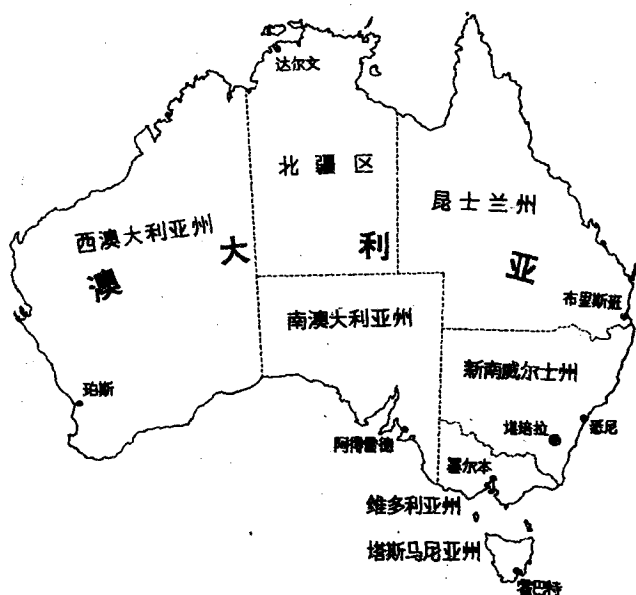 达尔文
北疆区
昆士兰州
西澳大利亚州
澳大利亚
布里斯班
南澳大利亚州
新南威尔士州
珀斯
堪培拉
悉尼
阿得雷德
墨尔本
维多利亚州
塔斯马尼亚州
霍巴特